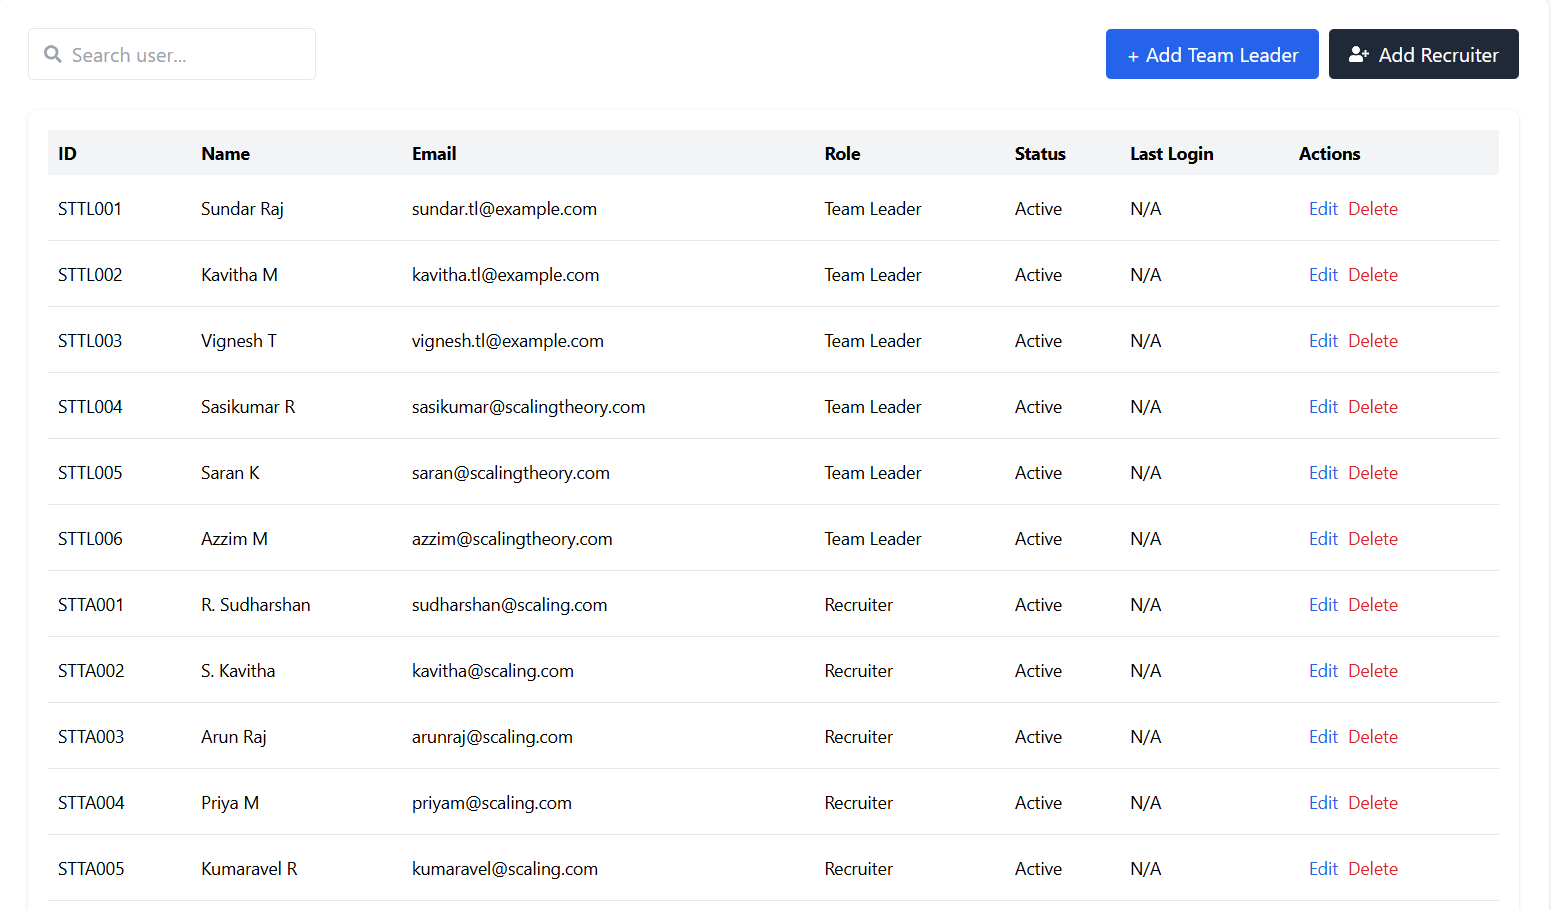 Search user...
+ Add Team Leader Add Recruiter
ID Name Email Role Status Last Login Actions
STTL001 Sundar Raj sundar.tl@example.com Team Leader Active N/A Edit Delete
STTL002 Kavitha M kavitha.tl@example.com Team Leader Active N/A Edit Delete
STTL003 Vignesh T vignesh.tl@example.com Team Leader Active N/A Edit Delete
STTL004 Sasikumar R sasikumar@scalingtheory.com Team Leader Active N/A Edit Delete
STTL005 Saran K saran@scalingtheory.com Team Leader Active N/A Edit Delete
STTL006 Azzim M azzim@scalingtheory.com Team Leader Active N/A Edit Delete
STTA001 R. Sudharshan sudharshan@scaling.com Recruiter Active N/A Edit Delete
STTA002 S. Kavitha kavitha@scaling.com Recruiter Active N/A Edit Delete
STTA003 Arun Raj arunraj@scaling.com Recruiter Active N/A Edit Delete
STTA004 Priya M priyam@scaling.com Recruiter Active N/A Edit Delete
STTA005 Kumaravel R kumaravel@scaling.com Recruiter Active N/A Edit Delete